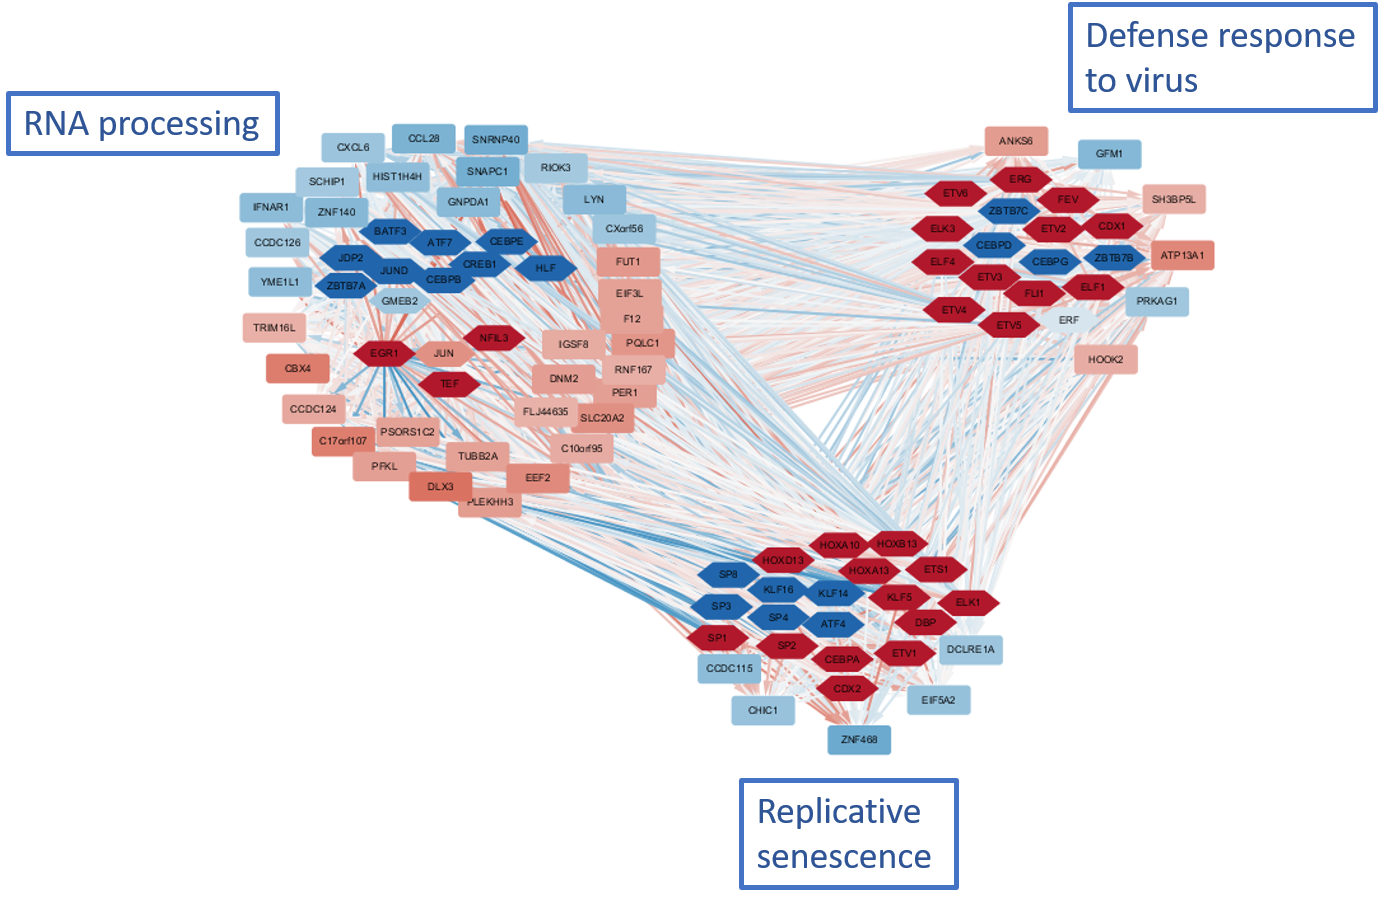 Defense response
to virus
RNA processing
CXCL6
CCL28
SNRNP40
SCHIP1
HIST1H4H
SNAPC1
RIOK3
IFNAR1
ZNF140
GNPDA1
LYN
CCDC126
BATF3
ATF7
CEBPE
CXorf56
JDP2
JUND
CREB1
HLF
FUT1
YME1L1
ZBTB7A
CEBPB
GMEB2
EIF3L
TRIM16L
F12
NFIL3
IGSF8
PQLC1
EGR1
JUN
CBX4
TEF
DNM2
RNF167
PER1
CCDC124
FLJ44635
SLC20A2
C17orf107
PSORS1C2
C10orf95
PFKL
TUBB2A
DLX3
EEF2
PLEKHH3
ANKS6
GFM1
ETV6
ERG
FEV
SH3BP5L
ZBTB7C
ELK3
ETV2
CDX1
CEBPD
ELF4
CEBPG
ZBTB7B
ATP13A1
ETV3
FLI1
ELF1
PRKAG1
ETV4
ETV5
ERF
HOOK2
HOXA10
HOXB13
HOXD13
HOXA13
ETS1
SP8
KLF16
KLF14
KLF5
ELK1
SP3
SP4
ATF4
DBP
SP1
SP2
CEBPA
ETV1
DCLRE1A
CCDC115
CDX2
CHIC1
EIF5A2
ZNF468
Replicative
senescence